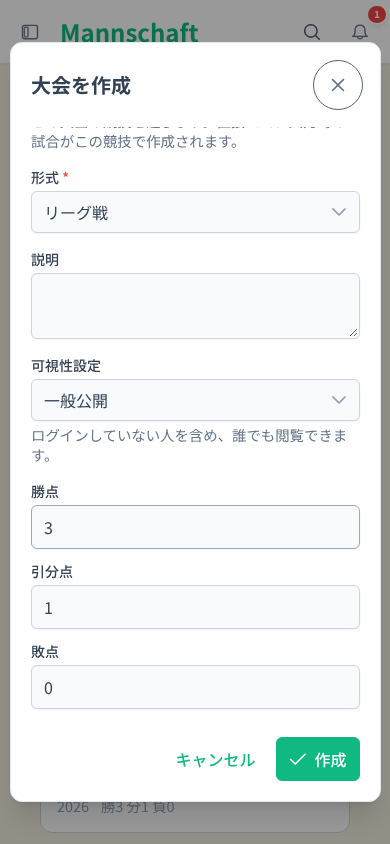 Mannschaft
1
大会を作成
試合がこの競技で作成されます。
形式 *
リーグ戦
説明
可視性設定
一般公開
ログインしていない人を含め、誰でも閲覧できま
す。
勝点
3
引分点
1
敗点
0
キャンセル
作成
2026 勝3 分1 負0